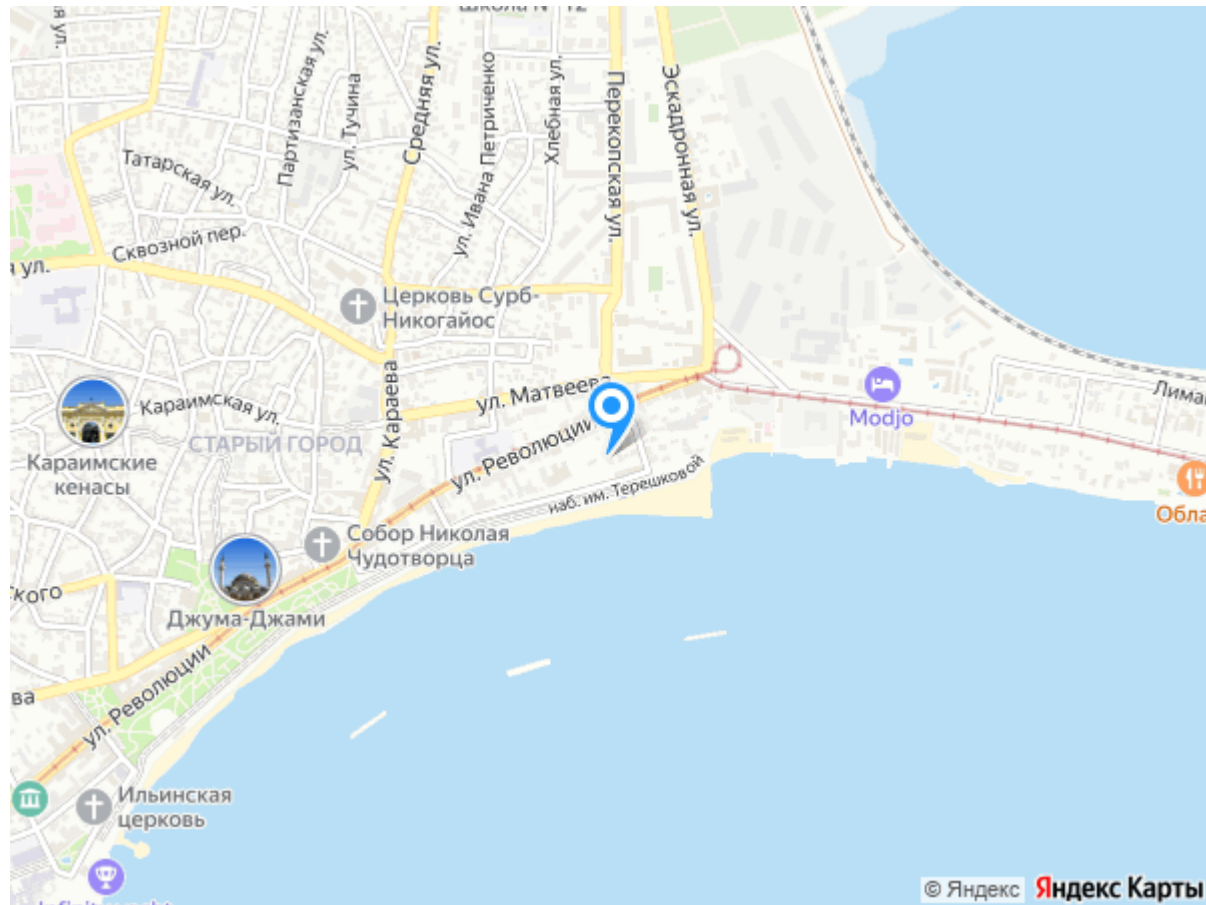 ул.
Партизанская ул.
ул. Тучина
Средняя ул.
ул. Ивана Петриченко
Хлебная ул.
Перекопская ул.
Эскадронная ул.
Татарская ул.
Сквозной пер.
я ул.
Церковь Сурб-
Никогайос
ул. Матвеева
Modjo
Караимская ул.
СТАРЫЙ ГОРОД
ул. Караева
ул. Революции
Караимские
кенасы
наб. им. Терешковой
Собор Николая
Чудотворца
Джума-Джами
ул. Революции
Ильинская
церковь
© Яндекс
Яндекс Карты